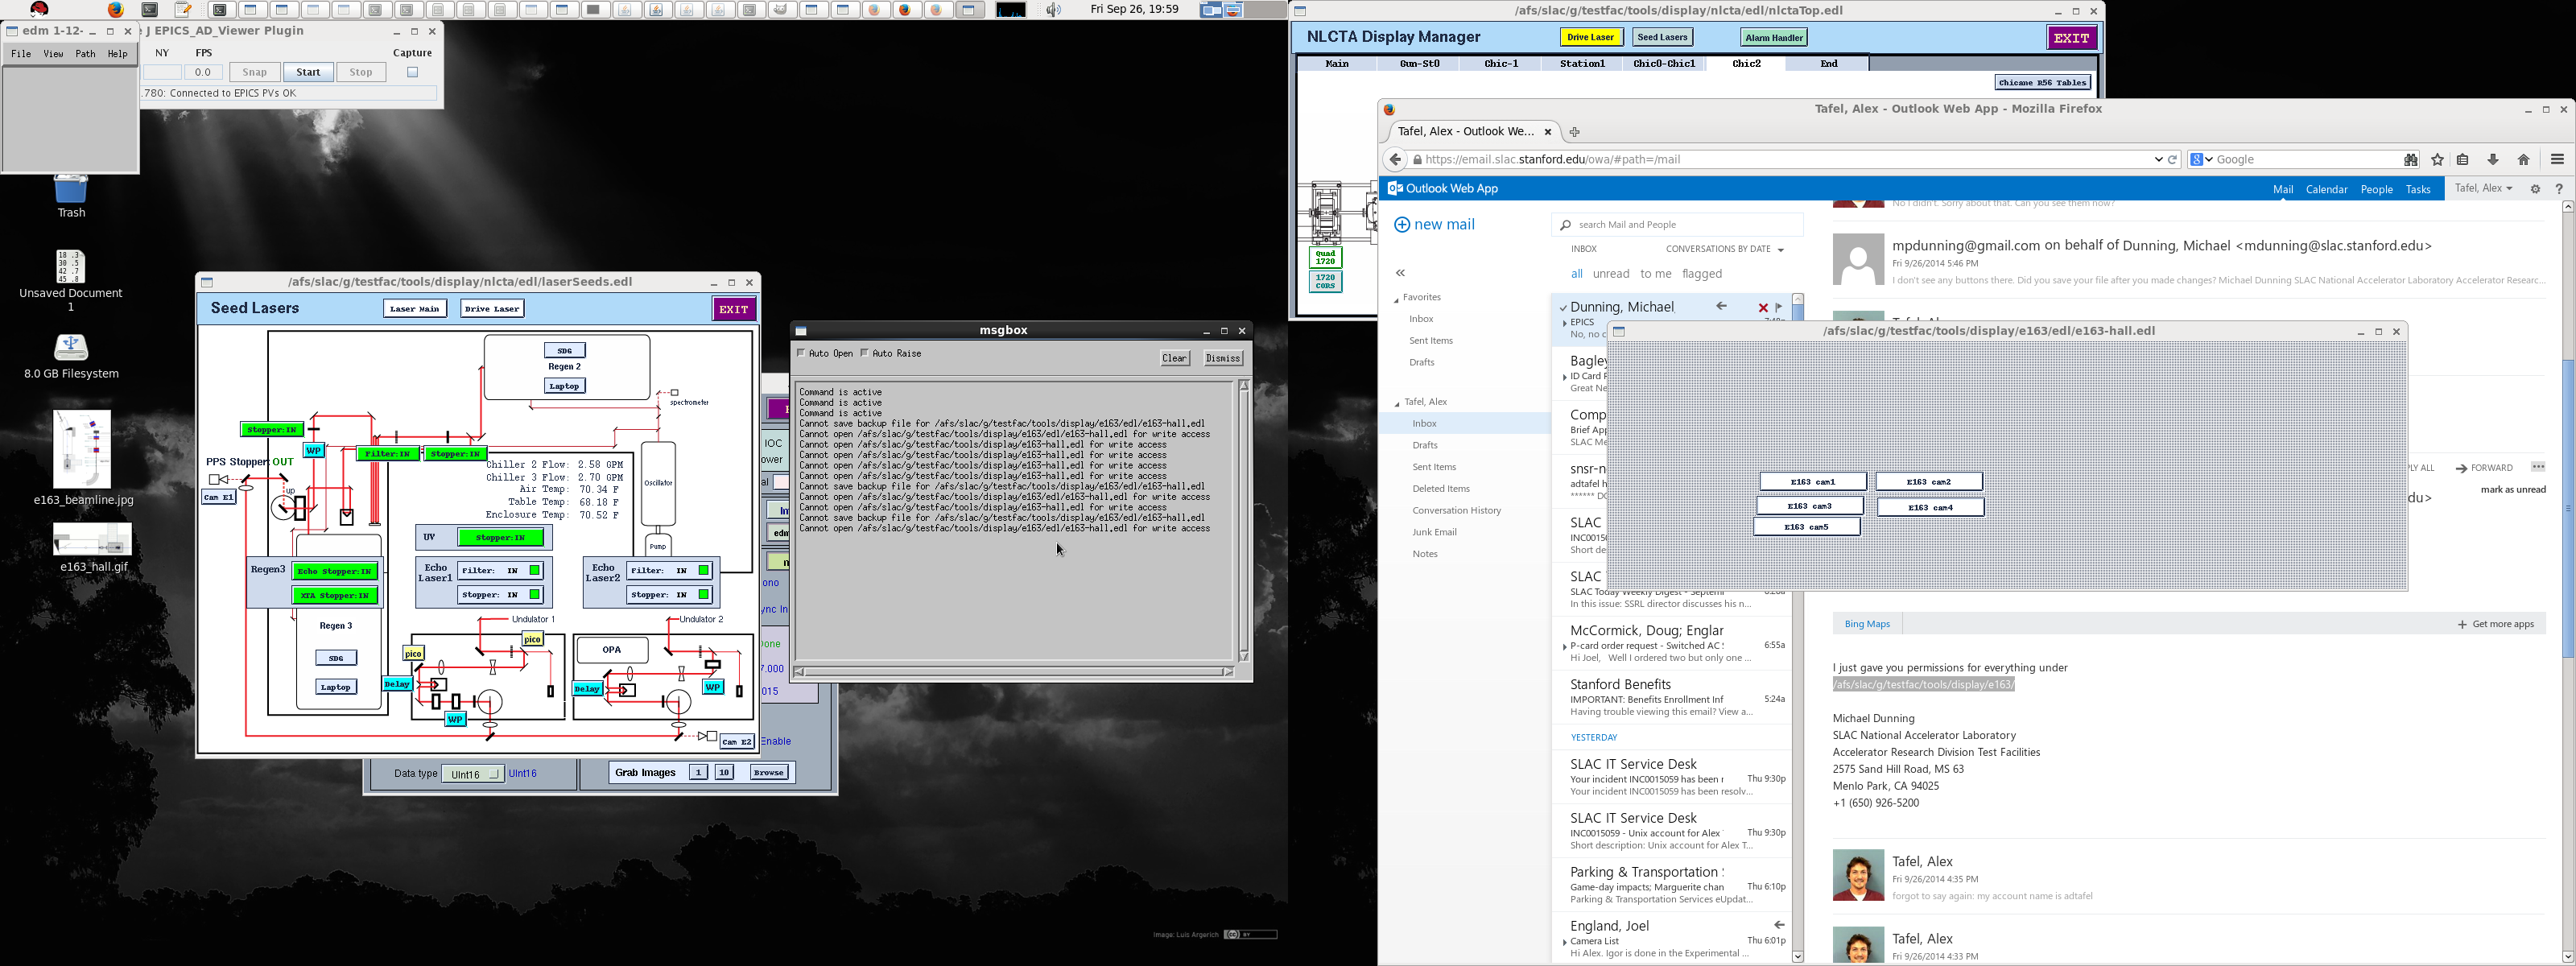 Fri Sep 26, 19:59
edm 1-12-
J EPICS_AD_Viewer Plugin
File View Path Help
NY FPS Capture
0.0 Snap Start Stop
.780: Connected to EPICS PVs OK
Trash
Unsaved Document
1
8.0 GB Filesystem
e163_beamline.jpg
e163_hall.gif
/afs/slac/g/testfac/tools/display/nlcta/edl/laserSeeds.edl
Seed Lasers Laser Main Drive Laser EXIT
SDG
Regen 2
Laptop
spectrometer
Stopper:IN
WP
Filter:IN Stopper:IN
PPS Stopper:OUT
Cam E1
up
Chiller 2 Flow: 2.58 GPM
Chiller 3 Flow: 2.70 GPM
Air Temp: 70.34 F
Table Temp: 68.18 F
Enclosure Temp: 70.52 F
Oscillator
UV Stopper:IN
Pump
Regen3 Echo Stopper:IN
XTA Stopper:IN
Echo
Laser1
Filter: IN
Stopper: IN
Echo
Laser2
Filter: IN
Stopper: IN
Undulator 1
Undulator 2
Regen 3
SDG
Laptop
pico
pico
OPA
Delay
WP
Delay
WP
Cam E2
IOC
ower
Enable
Data type UInt16 UInt16
Grab Images 1 10 Browse
msgbox
Auto Open Auto Raise Clear Dismiss
Command is active
Command is active
Command is active
Cannot save backup file for /afs/slac/g/testfac/tools/display/e163/edl/e163-hall.edl
Cannot open /afs/slac/g/testfac/tools/display/e163/edl/e163-hall.edl for write access
Cannot open /afs/slac/g/testfac/tools/display/e163-hall.edl for write access
Cannot open /afs/slac/g/testfac/tools/display/e163-hall.edl for write access
Cannot open /afs/slac/g/testfac/tools/display/e163-hall.edl for write access
Cannot open /afs/slac/g/testfac/tools/display/e163-hall.edl for write access
Cannot save backup file for /afs/slac/g/testfac/tools/display/e163/edl/e163-hall.edl
Cannot open /afs/slac/g/testfac/tools/display/e163/edl/e163-hall.edl for write access
Cannot open /afs/slac/g/testfac/tools/display/e163-hall.edl for write access
Cannot save backup file for /afs/slac/g/testfac/tools/display/e163/edl/e163-hall.edl
Cannot open /afs/slac/g/testfac/tools/display/e163/edl/e163-hall.edl for write access
Image: Luis Argerich
/afs/slac/g/testfac/tools/display/nlcta/edl/nlctaTop.edl
NLCTA Display Manager Drive Laser Seed Lasers Alarm Handler EXIT
Main Gun-St0 Chic-1 Station1 Chic0-Chic1 Chic2 End
Chicane R56 Tables
Quad
1720
1720
CORS
Tafel, Alex - Outlook Web App - Mozilla Firefox
Tafel, Alex - Outlook We...
https://email.slac.stanford.edu/owa/#path=/mail
Google
Outlook Web App
Mail Calendar People Tasks Tafel, Alex ?
new mail
search Mail and People
INBOX CONVERSATIONS BY DATE
all unread to me flagged
Favorites
Inbox
Sent Items
Drafts
Tafel, Alex
Inbox
Drafts
Sent Items
Deleted Items
Conversation History
Junk Email
Notes
Dunning, Michael
EPICS
No, no c
Bagley
ID Card F
Great Ne
Comp
Brief App
SLAC Me
snsr-n
adtafel h
****** DO
SLAC
INC0015
Short de
SLAC
SLAC Today Weekly Digest - Septem
In this issue: SSRL director discusses his n...
McCormick, Doug; Englar
P-card order request - Switched AC 6:55a
Hi Joel, Well I ordered two but only one ...
Stanford Benefits
IMPORTANT: Benefits Enrollment Inf 5:24a
Having trouble viewing this email? View a...
YESTERDAY
SLAC IT Service Desk
Your incident INC0015059 has been r Thu 9:30p
Your incident INC0015059 has been resolv...
SLAC IT Service Desk
INC0015059 - Unix account for Alex Thu 9:30p
Short description: Unix account for Alex T...
Parking & Transportation
Game-day impacts; Marguerite chan Thu 6:10p
Parking & Transportation Services eUpdat...
England, Joel
Camera List Thu 6:01p
Hi Alex. Igor is done in the Experimental ...
No I didn't. Sorry about that. Can you see them now?
mpdunning@gmail.com on behalf of Dunning, Michael <mdunning@slac.stanford.edu>
Fri 9/26/2014 5:46 PM
I don't see any buttons there. Did you save your file after you made changes? Michael Dunning SLAC National Accelerator Laboratory Accelerator Researc...
/afs/slac/g/testfac/tools/display/e163/edl/e163-hall.edl
E163 cam1 E163 cam2
E163 cam3 E163 cam4
E163 cam5
PLY ALL FORWARD
mark as unread
du>
Bing Maps Get more apps
I just gave you permissions for everything under
/afs/slac/g/testfac/tools/display/e163/
Michael Dunning
SLAC National Accelerator Laboratory
Accelerator Research Division Test Facilities
2575 Sand Hill Road, MS 63
Menlo Park, CA 94025
+1 (650) 926-5200
Tafel, Alex
Fri 9/26/2014 4:35 PM
forgot to say again: my account name is adtafel
Tafel, Alex
Fri 9/26/2014 4:33 PM